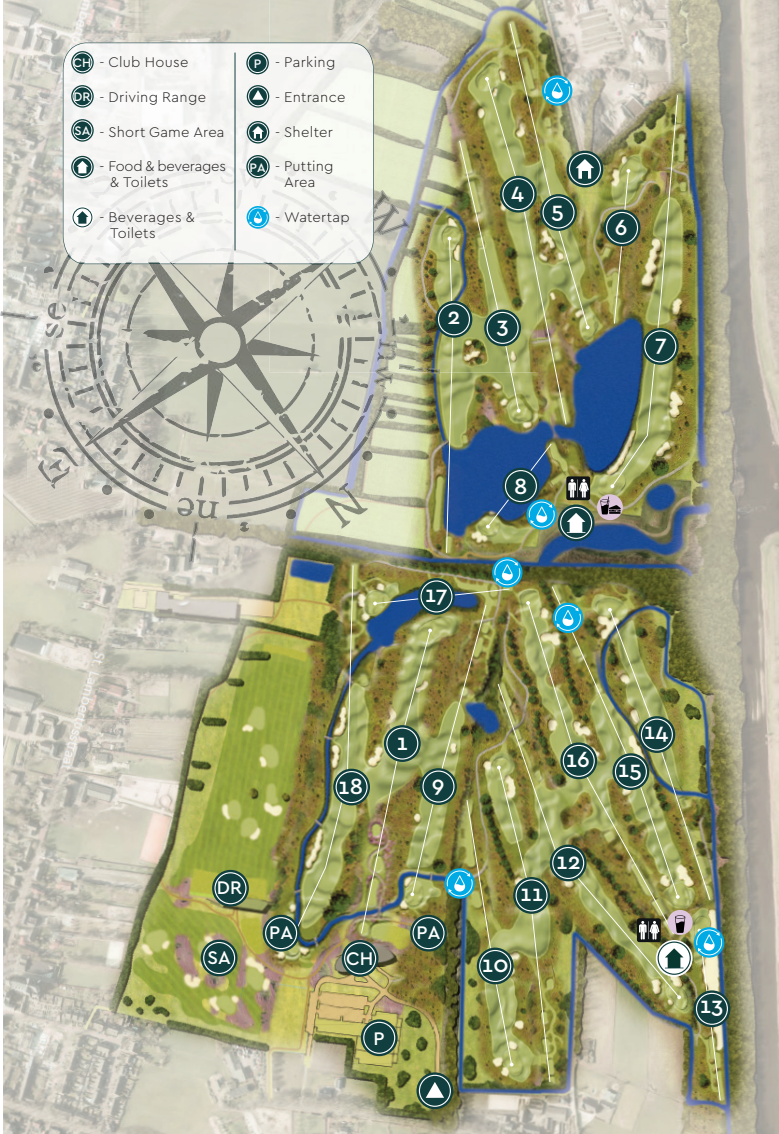 CH - Club House
DR - Driving Range
SA - Short Game Area
- Food & beverages
& Toilets
- Beverages &
Toilets
P - Parking
- Entrance
- Shelter
PA - Putting
Area
- Watertap
W
se
E
ne
N
4
5
6
2
3
7
8
17
1
18
9
14
16
15
12
11
DR
PA
PA
SA
CH
10
13
P